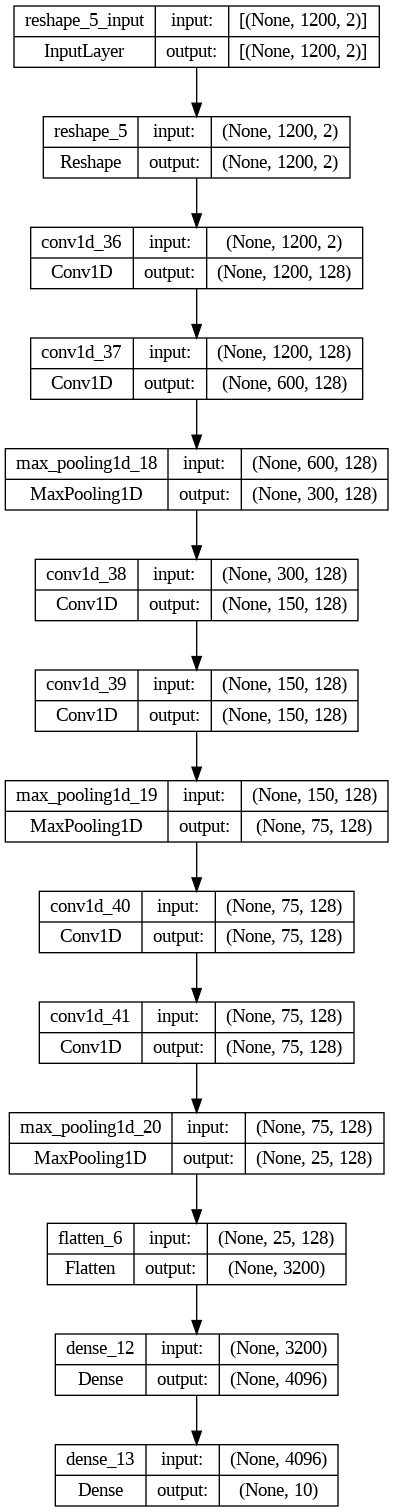 reshape_5_input input: [(None, 1200, 2)]
InputLayer output: [(None, 1200, 2)]
reshape_5 input: (None, 1200, 2)
Reshape output: (None, 1200, 2)
conv1d_36 input: (None, 1200, 2)
Conv1D output: (None, 1200, 128)
conv1d_37 input: (None, 1200, 128)
Conv1D output: (None, 600, 128)
max_pooling1d_18 input: (None, 600, 128)
MaxPooling1D output: (None, 300, 128)
conv1d_38 input: (None, 300, 128)
Conv1D output: (None, 150, 128)
conv1d_39 input: (None, 150, 128)
Conv1D output: (None, 150, 128)
max_pooling1d_19 input: (None, 150, 128)
MaxPooling1D output: (None, 75, 128)
conv1d_40 input: (None, 75, 128)
Conv1D output: (None, 75, 128)
conv1d_41 input: (None, 75, 128)
Conv1D output: (None, 75, 128)
max_pooling1d_20 input: (None, 75, 128)
MaxPooling1D output: (None, 25, 128)
flatten_6 input: (None, 25, 128)
Flatten output: (None, 3200)
dense_12 input: (None, 3200)
Dense output: (None, 4096)
dense_13 input: (None, 4096)
Dense output: (None, 10)